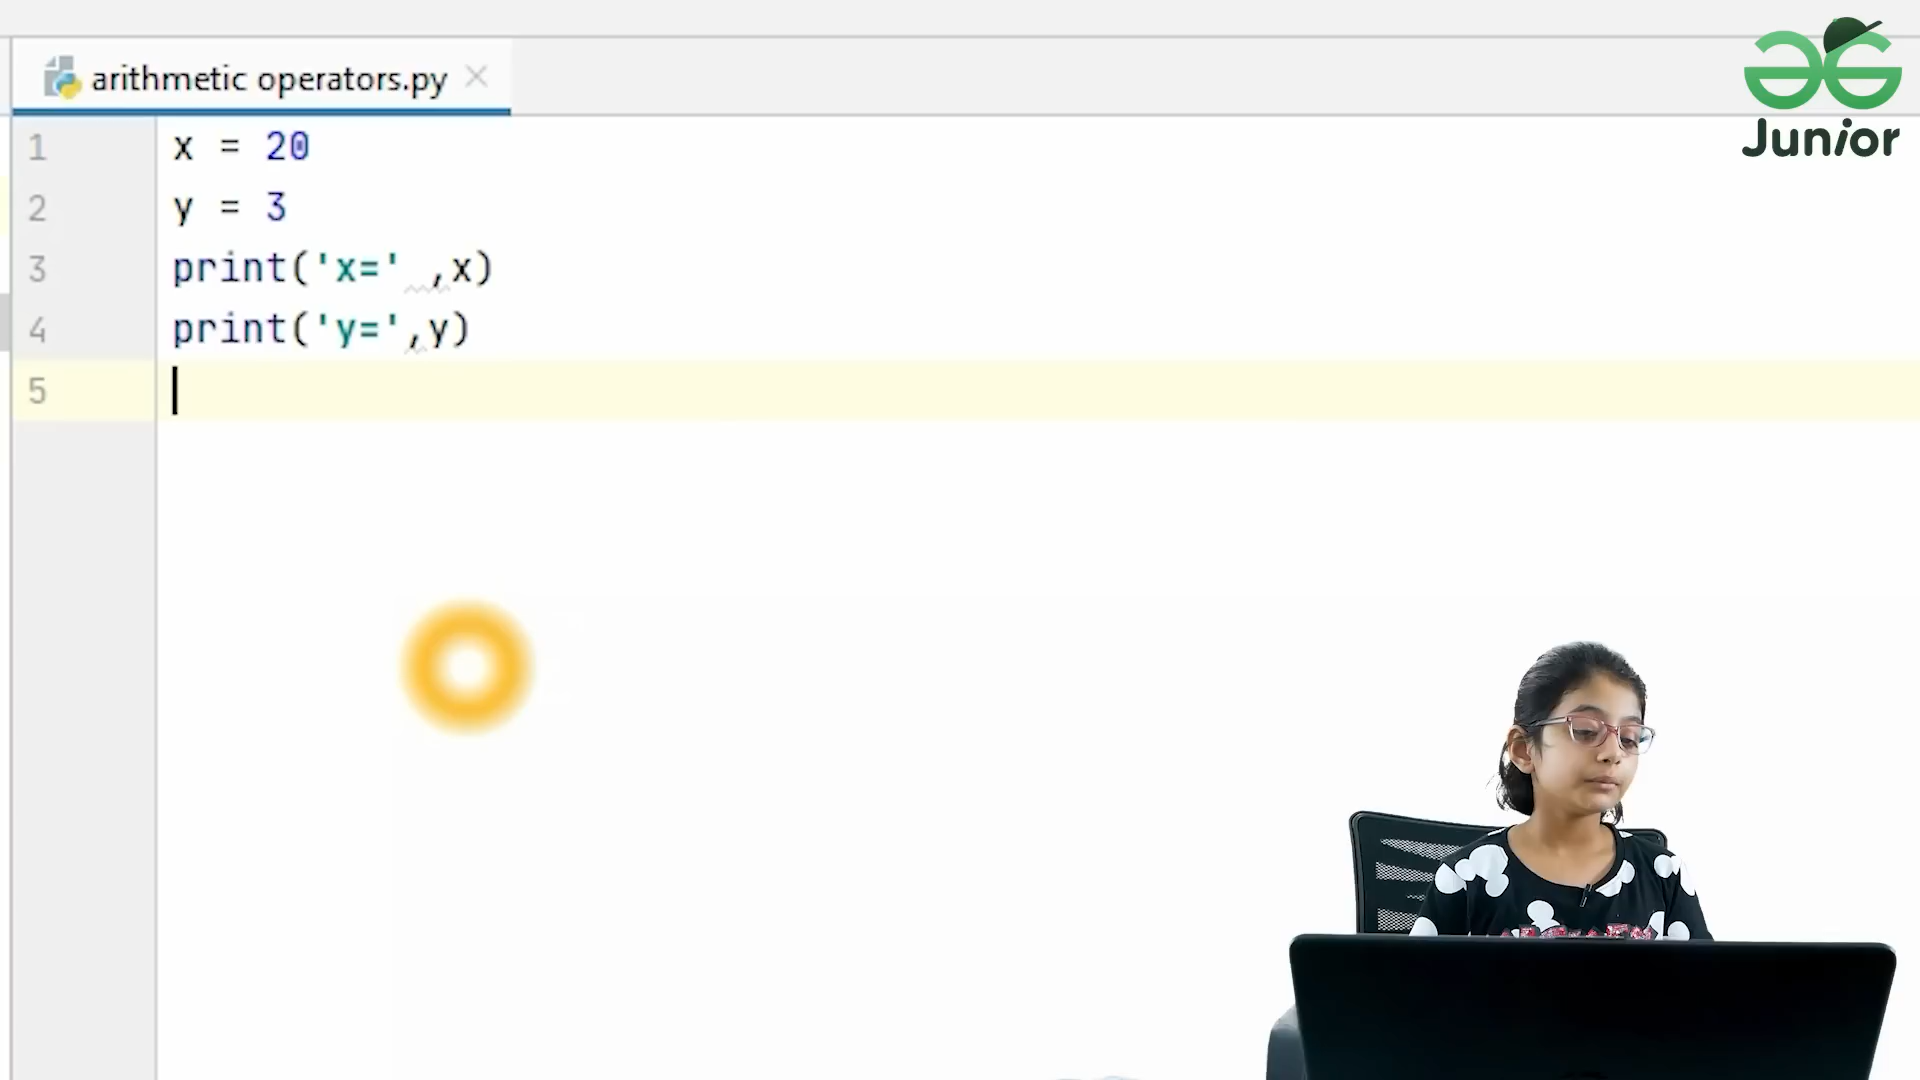 arithmetic operators.py
Junior
1 x = 20
2 y = 3
3 print('x=' ,x)
4 print('y=',y)
5